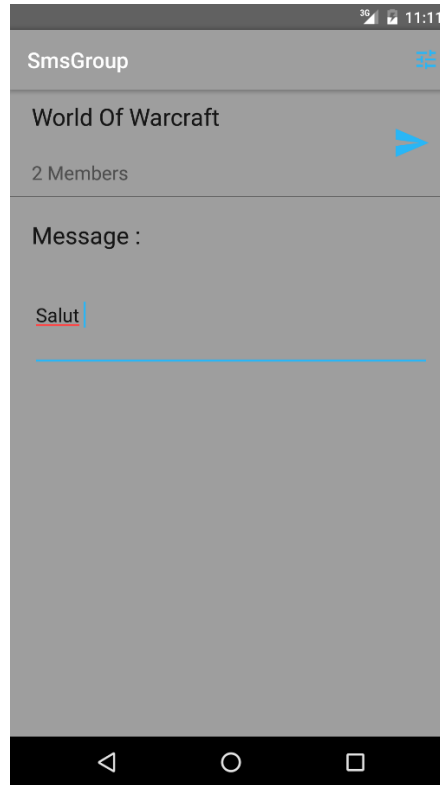 3G 11:11
SmsGroup
World Of Warcraft
2 Members
Message :
Salut